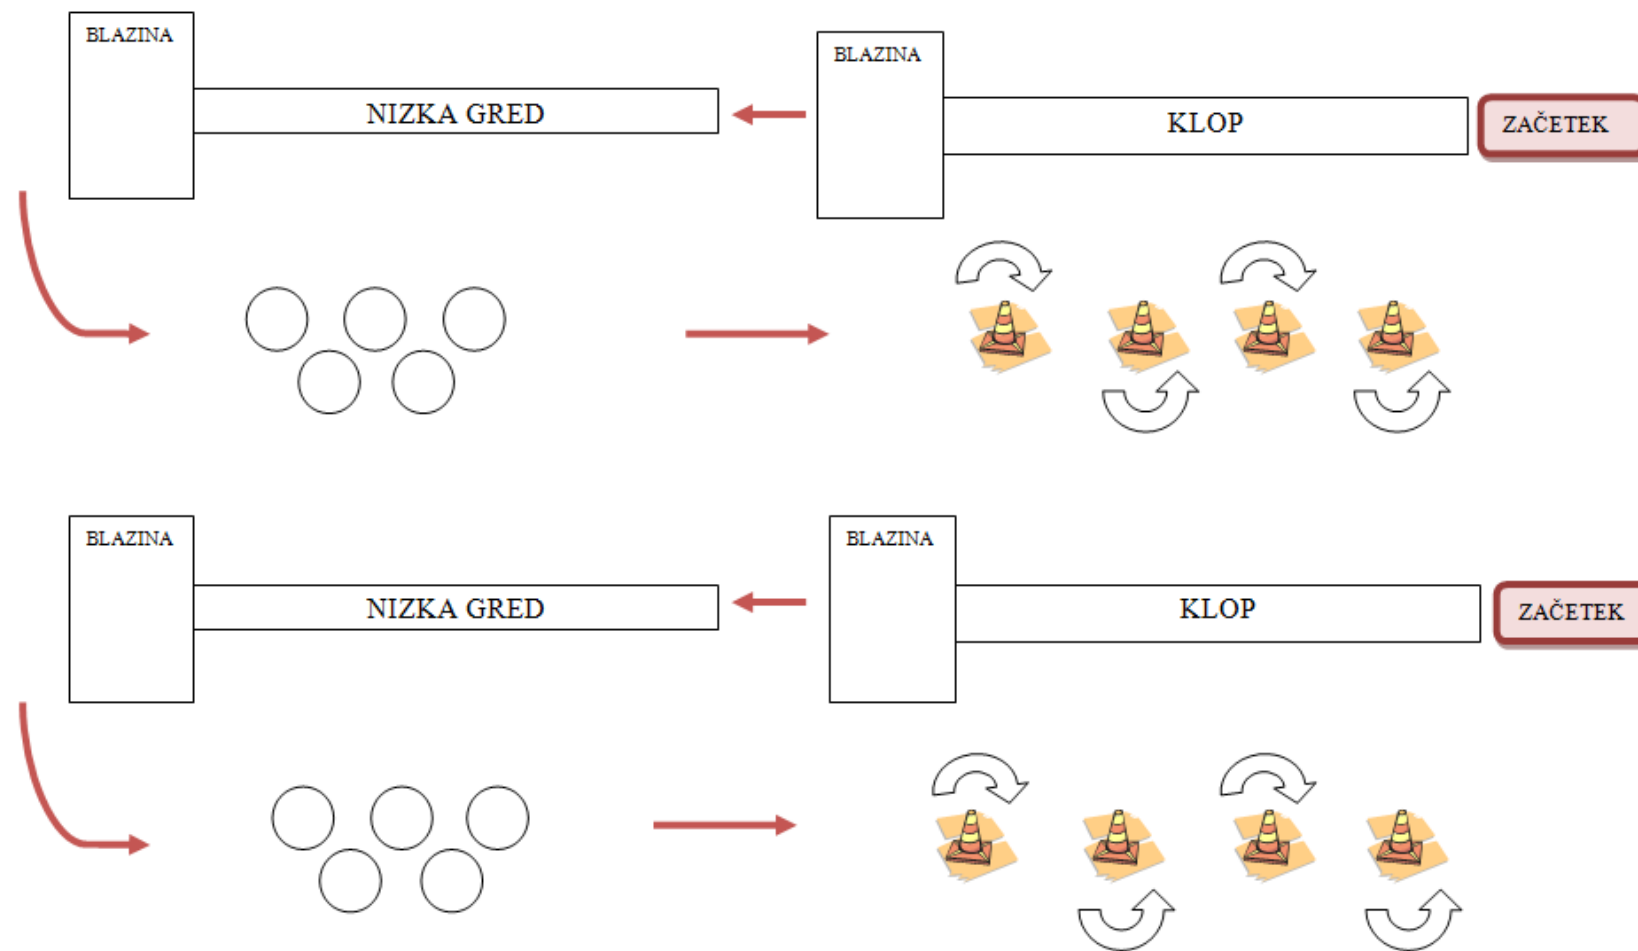 BLAZINA
NIZKA GRED
BLAZINA
KLOP
ZAČETEK
BLAZINA
NIZKA GRED
BLAZINA
KLOP
ZAČETEK